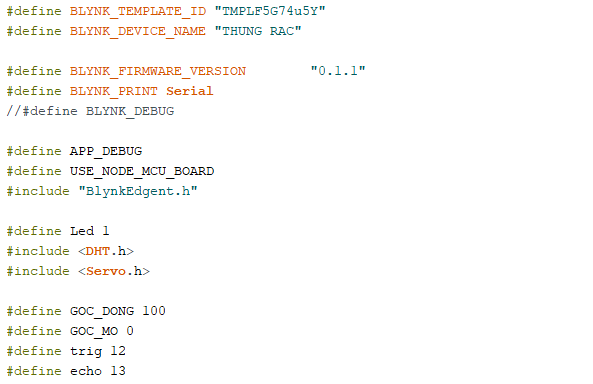 #define BLYNK_TEMPLATE_ID "TMPLF5G74u5Y"
#define BLYNK_DEVICE_NAME "THUNG RAC"
#define BLYNK_FIRMWARE_VERSION        "0.1.1"
#define BLYNK_PRINT Serial
//#define BLYNK_DEBUG
#define APP_DEBUG
#define USE_NODE_MCU_BOARD
#include "BlynkEdgent.h"
#define Led 1
#include <DHT.h>
#include <Servo.h>
#define GOC_DONG 100
#define GOC_MO 0
#define trig 12
#define echo 13